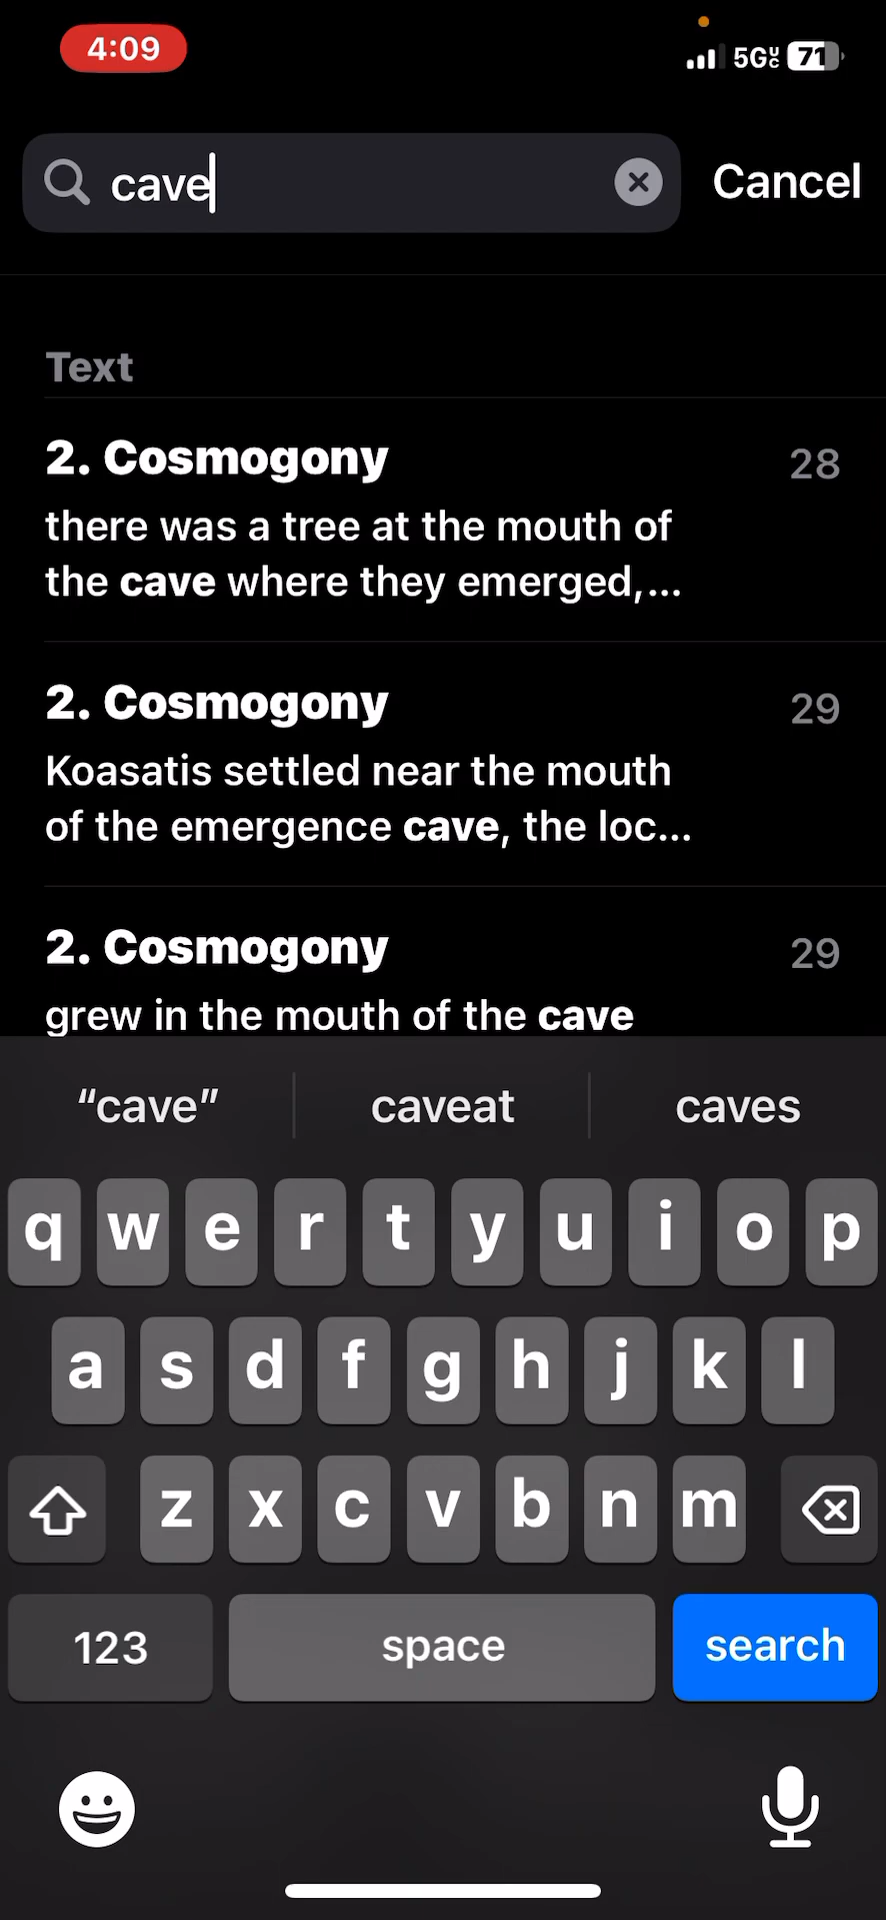 4:09
5GUC 71
cave
Cancel
Text
2. Cosmogony 28
there was a tree at the mouth of
the cave where they emerged,...
2. Cosmogony 29
Koasatis settled near the mouth
of the emergence cave, the loc...
2. Cosmogony 29
grew in the mouth of the cave
“cave” caveat caves
q w e r t y u i o p
a s d f g h j k l
z x c v b n m
123 space search